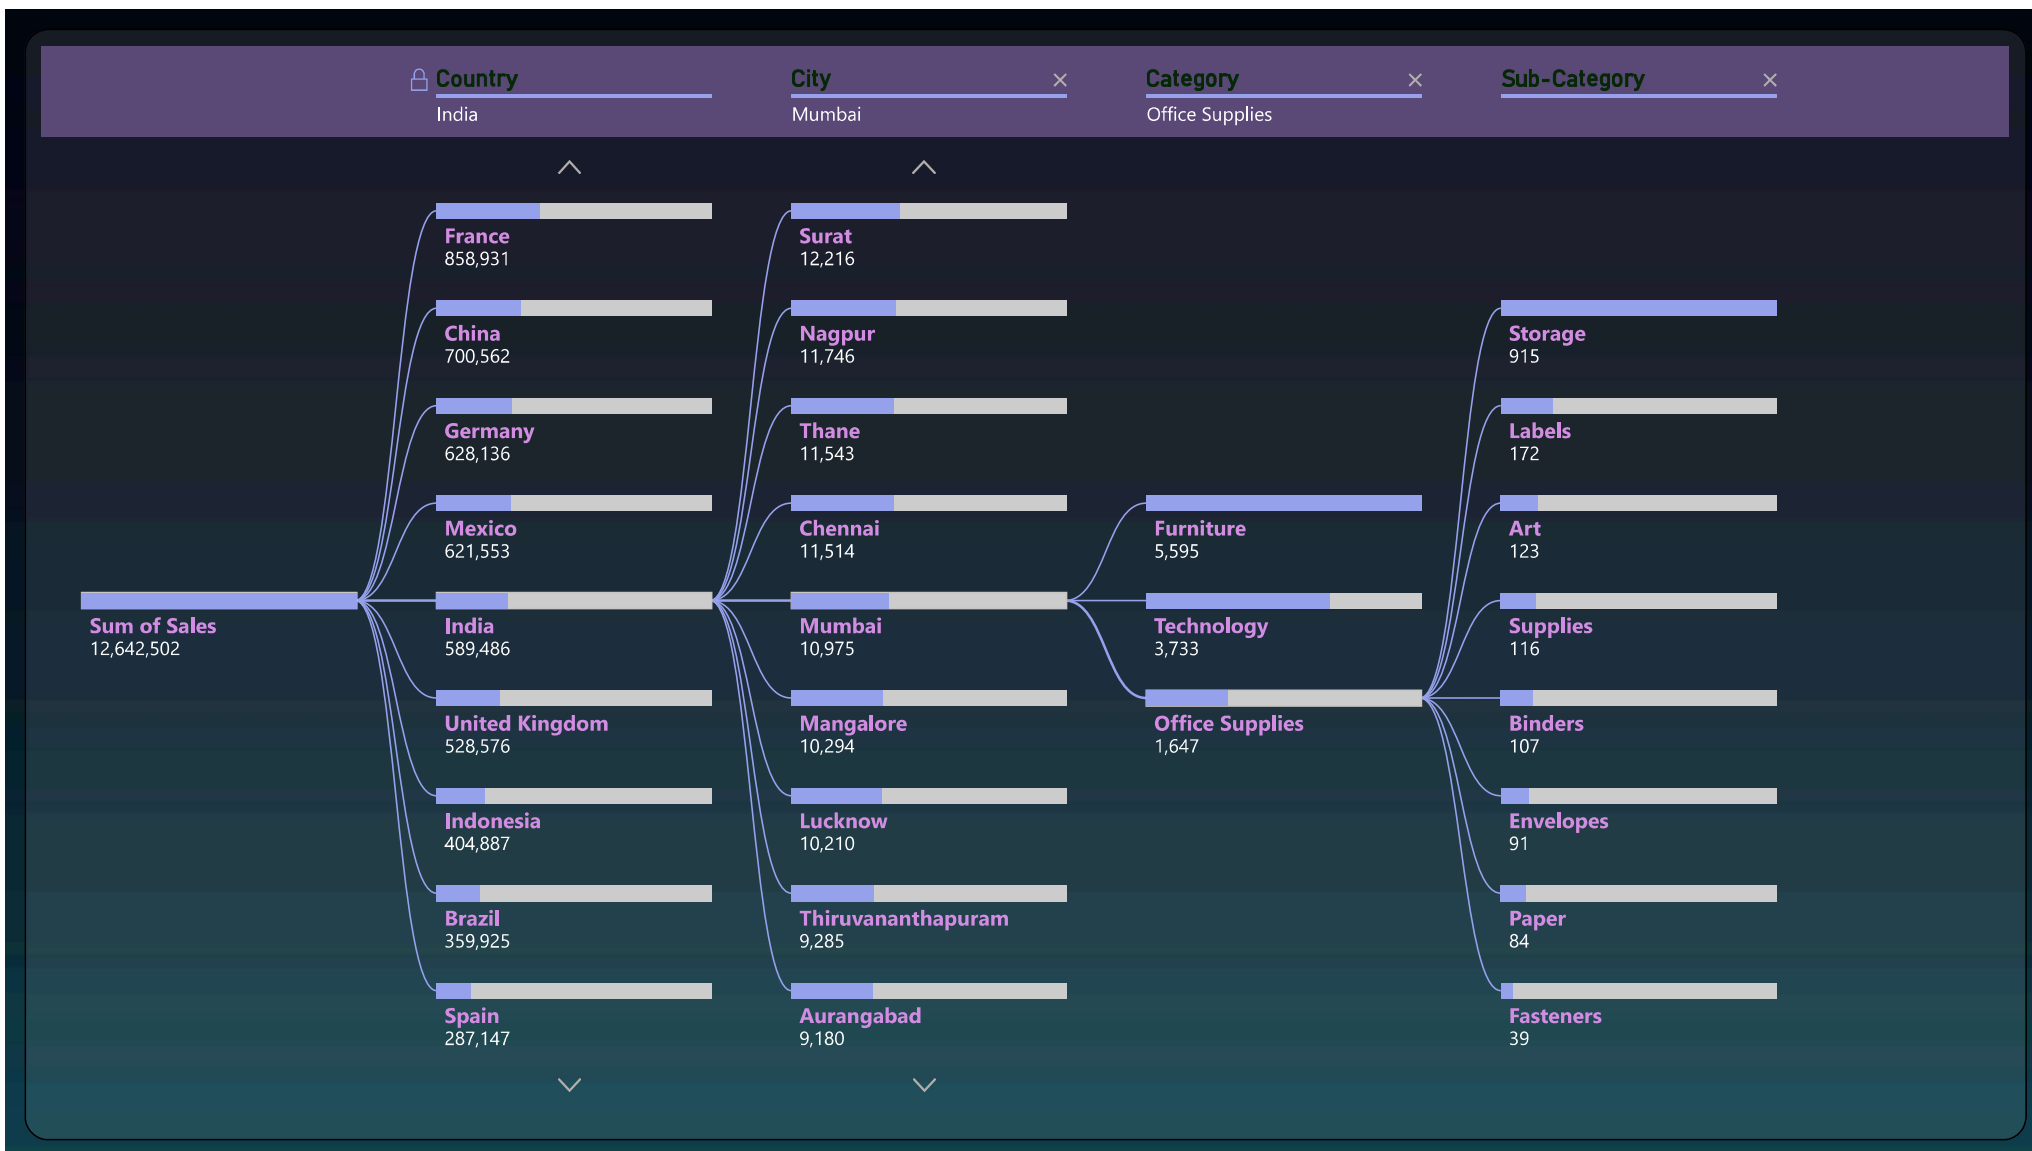 Country
India
City
Mumbai
Category
Office Supplies
Sub-Category
Sum of Sales
12,642,502
France
858,931
China
700,562
Germany
628,136
Mexico
621,553
India
589,486
United Kingdom
528,576
Indonesia
404,887
Brazil
359,925
Spain
287,147
Surat
12,216
Nagpur
11,746
Thane
11,543
Chennai
11,514
Mumbai
10,975
Mangalore
10,294
Lucknow
10,210
Thiruvananthapuram
9,285
Aurangabad
9,180
Furniture
5,595
Technology
3,733
Office Supplies
1,647
Storage
915
Labels
172
Art
123
Supplies
116
Binders
107
Envelopes
91
Paper
84
Fasteners
39